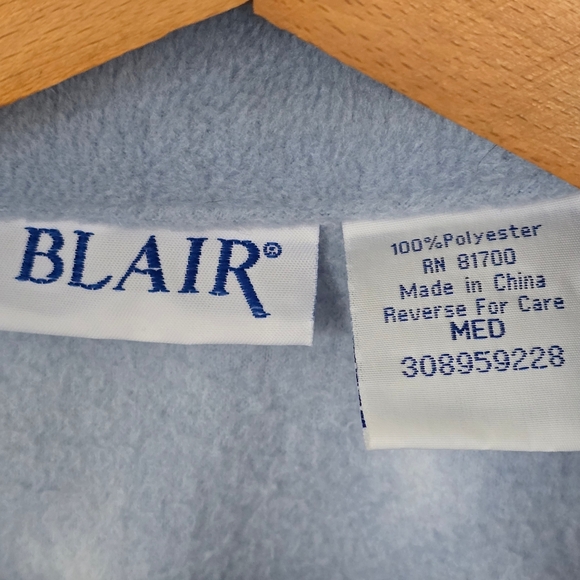 BLAIR®
100%Polyester
RN 81700
Made in China
Reverse For Care
MED
308959228